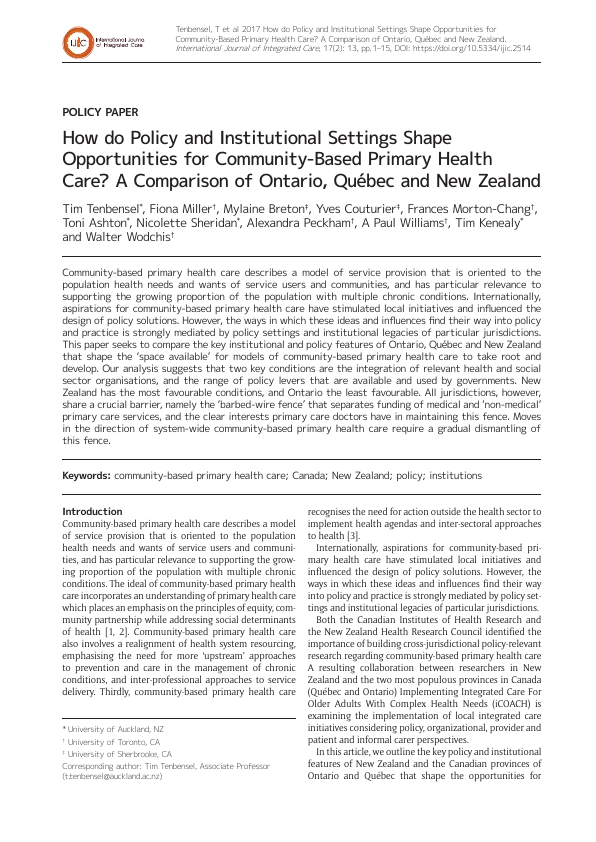 International Journal
of Integrated Care
Tenbensel, T et al 2017 How do Policy and Institutional Settings Shape Opportunities for
Community-Based Primary Health Care? A Comparison of Ontario, Québec and New Zealand.
International Journal of Integrated Care, 17(2): 13, pp. 1–15, DOI: https://doi.org/10.5334/ijic.2514
POLICY PAPER
How do Policy and Institutional Settings Shape
Opportunities for Community-Based Primary Health
Care? A Comparison of Ontario, Québec and New Zealand
Tim Tenbensel*, Fiona Miller†, Mylaine Breton‡, Yves Couturier‡, Frances Morton-Chang†,
Toni Ashton*, Nicolette Sheridan*, Alexandra Peckham†, A Paul Williams†, Tim Kenealy*
and Walter Wodchis†
Community-based primary health care describes a model of service provision that is oriented to the
population health needs and wants of service users and communities, and has particular relevance to
supporting the growing proportion of the population with multiple chronic conditions. Internationally,
aspirations for community-based primary health care have stimulated local initiatives and influenced the
design of policy solutions. However, the ways in which these ideas and influences find their way into policy
and practice is strongly mediated by policy settings and institutional legacies of particular jurisdictions.
This paper seeks to compare the key institutional and policy features of Ontario, Québec and New Zealand
that shape the ‘space available’ for models of community-based primary health care to take root and
develop. Our analysis suggests that two key conditions are the integration of relevant health and social
sector organisations, and the range of policy levers that are available and used by governments. New
Zealand has the most favourable conditions, and Ontario the least favourable. All jurisdictions, however,
share a crucial barrier, namely the ‘barbed-wire fence’ that separates funding of medical and ‘non-medical’
primary care services, and the clear interests primary care doctors have in maintaining this fence. Moves
in the direction of system-wide community-based primary health care require a gradual dismantling of
this fence.
Keywords: community-based primary health care; Canada; New Zealand; policy; institutions
Introduction
Community-based primary health care describes a model
of service provision that is oriented to the population
health needs and wants of service users and communi-
ties, and has particular relevance to supporting the grow-
ing proportion of the population with multiple chronic
conditions. The ideal of community-based primary health
care incorporates an understanding of primary health care
which places an emphasis on the principles of equity, com-
munity partnership while addressing social determinants
of health [1, 2]. Community-based primary health care
also involves a realignment of health system resourcing,
emphasising the need for more ‘upstream’ approaches
to prevention and care in the management of chronic
conditions, and inter-professional approaches to service
delivery. Thirdly, community-based primary health care
* University of Auckland, NZ
† University of Toronto, CA
‡ University of Sherbrooke, CA
Corresponding author: Tim Tenbensel, Associate Professor
(t.tenbensel@auckland.ac.nz)
recognises the need for action outside the health sector to
implement health agendas and inter-sectoral approaches
to health [3].
Internationally, aspirations for community-based pri-
mary health care have stimulated local initiatives and
influenced the design of policy solutions. However, the
ways in which these ideas and influences find their way
into policy and practice is strongly mediated by policy set-
tings and institutional legacies of particular jurisdictions.
Both the Canadian Institutes of Health Research and
the New Zealand Health Research Council identified the
importance of building cross-jurisdictional policy-relevant
research regarding community-based primary health care
A resulting collaboration between researchers in New
Zealand and the two most populous provinces in Canada
(Québec and Ontario) Implementing Integrated Care For
Older Adults With Complex Health Needs (iCOACH) is
examining the implementation of local integrated care
initiatives considering policy, organizational, provider and
patient and informal carer perspectives.
In this article, we outline the key policy and institutional
features of New Zealand and the Canadian provinces of
Ontario and Québec that shape the opportunities for